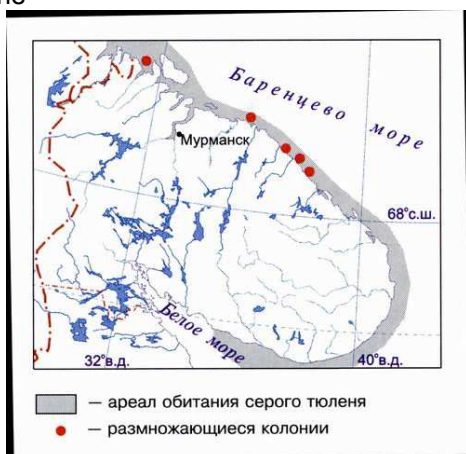 Баренцево море
Мурманск
68°с.ш.
Белое море
32°в.д.
40°в.д.
– ареал обитания серого тюленя
– размножающиеся колонии